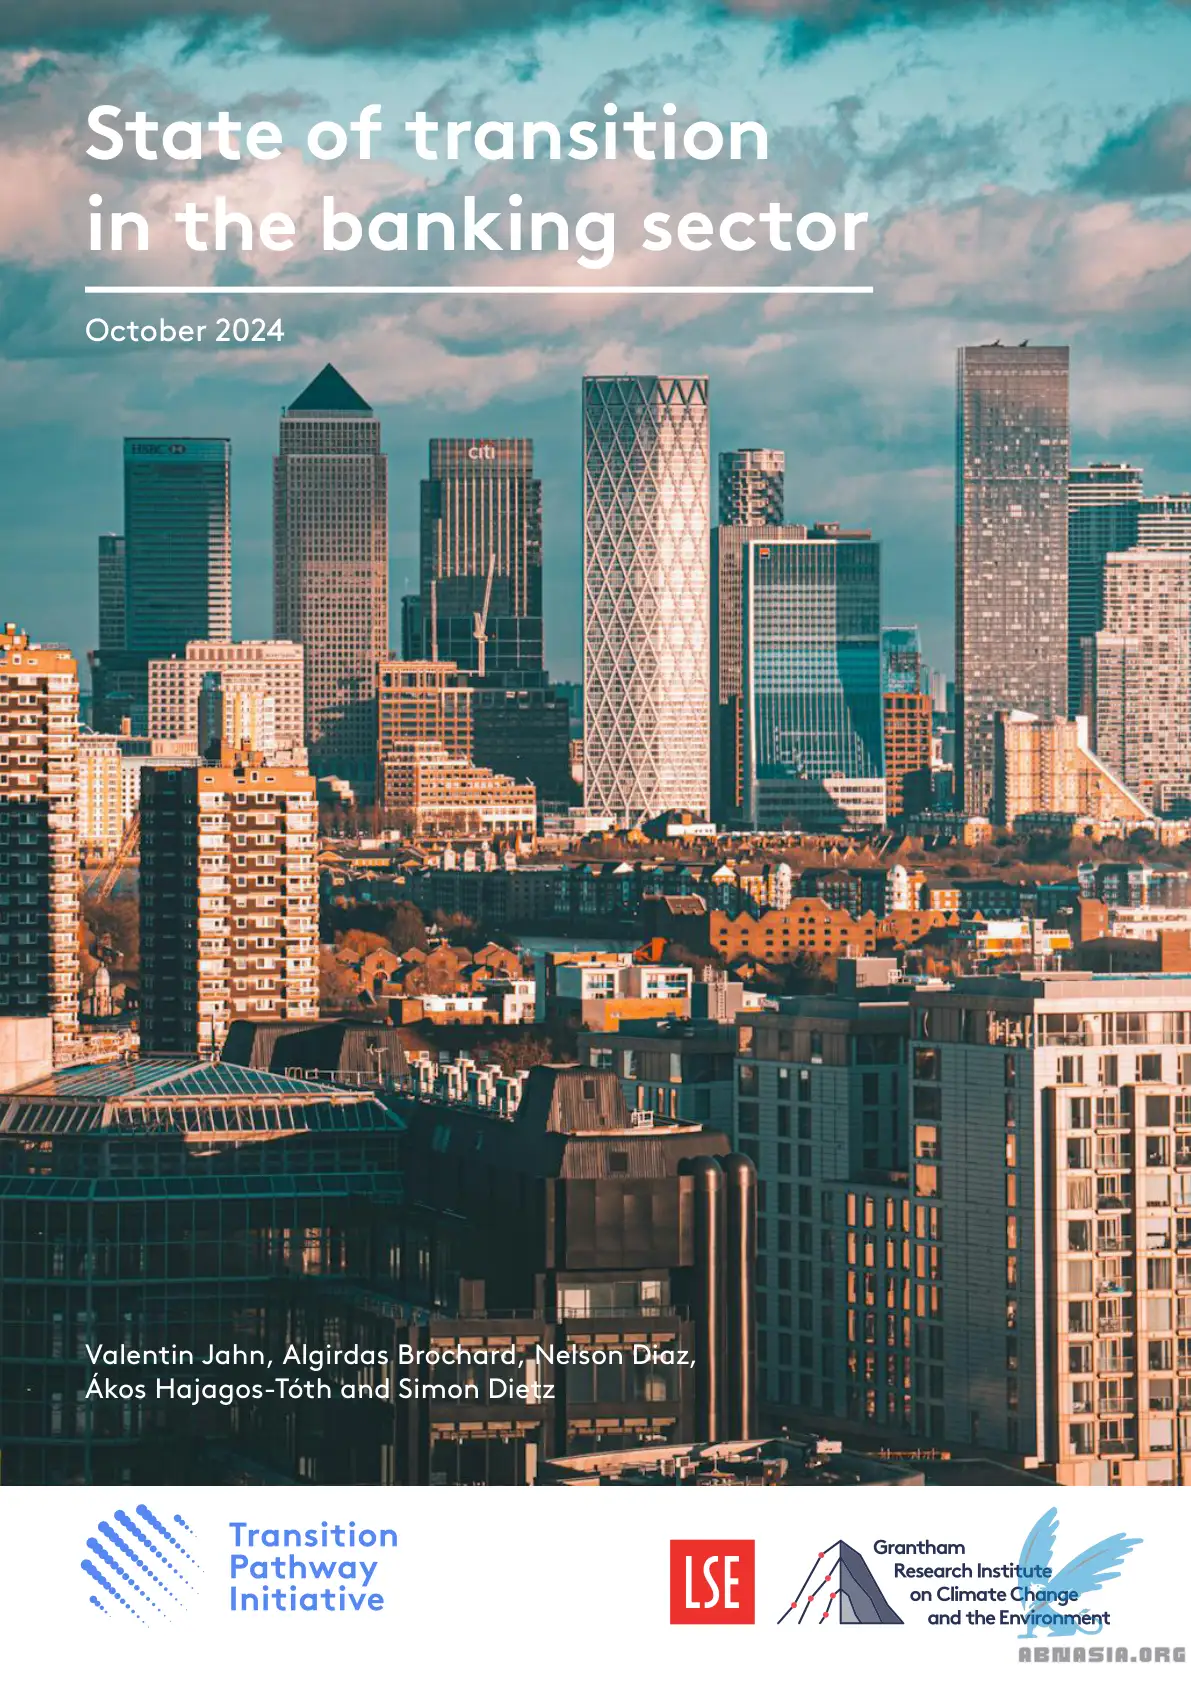 State of transition
in the banking sector
October 2024
HSBC
citi
Valentin Jahn, Algirdas Brochard, Nelson Diaz,
Ákos Hajagos-Tóth and Simon Dietz
Transition
Pathway
Initiative
LSE
Grantham
Research Institute
on Climate Change
and the Environment
ABNASIA.ORG